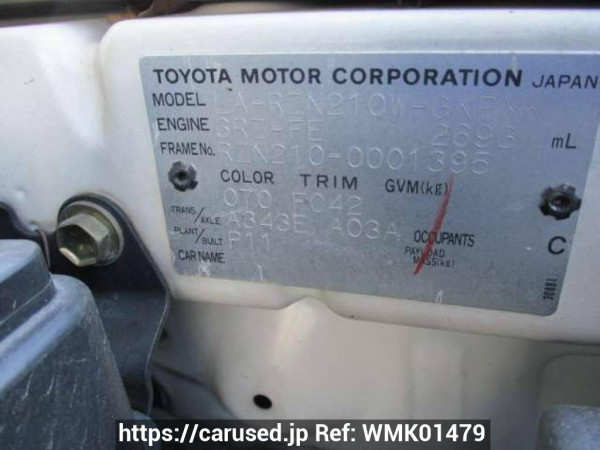 TOYOTA MOTOR CORPORATION JAPAN
MODEL LA-RZN210W-GKPK
ENGINE 3RZ-FE 2693 mL
FRAME No. RZN210-0001395
COLOR TRIM GVM(kg)
070 FC42
TRANS/AXLE A343E A03A
PLANT/BUILT P11 OCCUPANTS C
CAR NAME PAYLOAD MASS(kg)
https://carused.jp Ref: WMK01479